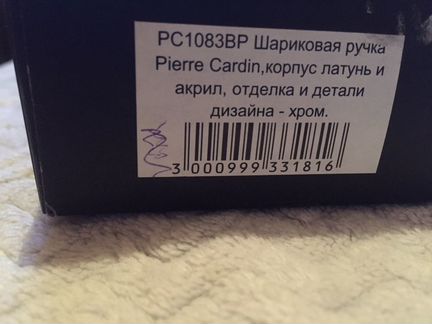 PC1083BP Шариковая ручка
Pierre Cardin,корпус латунь и
акрил, отделка и детали
дизайна - хром.
3 000999 331816